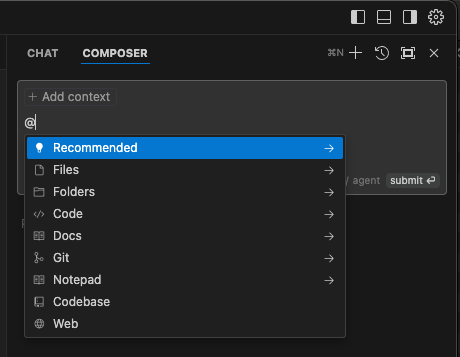 CHAT COMPOSER ⌘N
+ Add context
@
Recommended
Files
Folders
Code
/ agent submit ↵
Docs
Git
Notepad
Codebase
Web